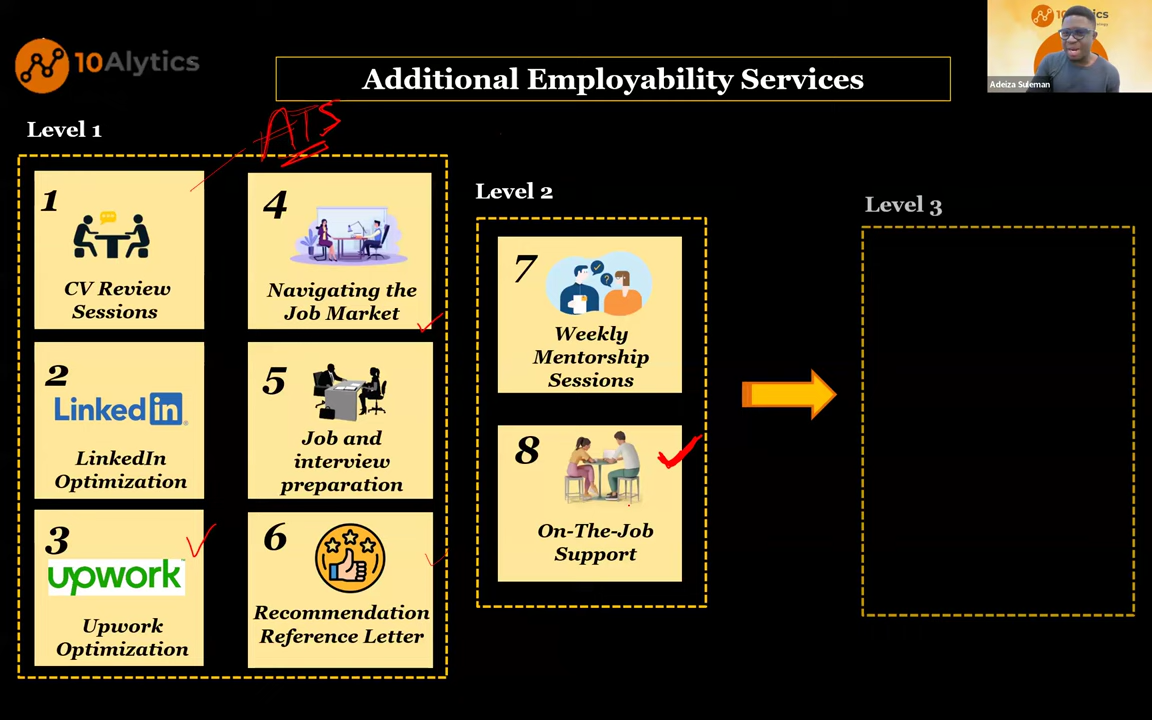 10Alytics
Additional Employability Services
Adeiza Suleman
Level 1
ATS
1
CV Review
Sessions
2
LinkedIn
LinkedIn
Optimization
3
upwork
Upwork
Optimization
4
Navigating the
Job Market
5
Job and
interview
preparation
6
Recommendation
Reference Letter
Level 2
7
Weekly
Mentorship
Sessions
8
On-The-Job
Support
Level 3